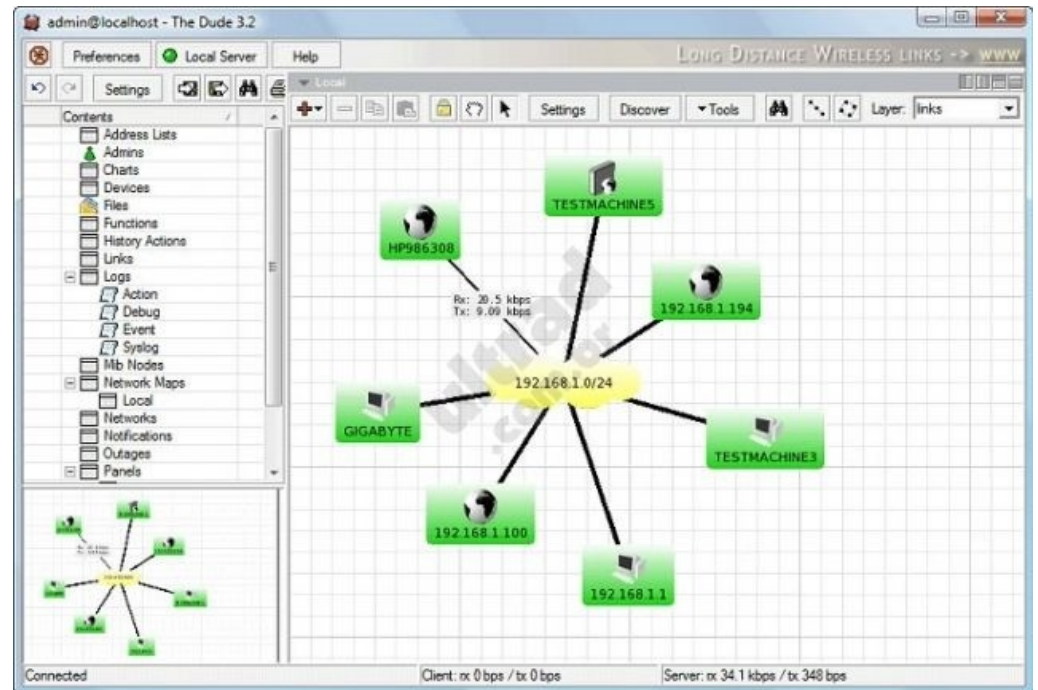 admin@localhost - The Dude 3.2
Preferences
Local Server
Help
LONG DISTANCE WIRELESS LINKS -> WWW
Settings
Local
Settings
Discover
Tools
Layer:
links
Contents
Address Lists
Admins
Charts
Devices
Files
Functions
History Actions
Links
Logs
Action
Debug
Event
Syslog
Mib Nodes
Network Maps
Local
Networks
Notifications
Outages
Panels
TESTMACHINE5
HP986308
192.168.1.194
Rx: 20.5 kbps
Tx: 9.09 kbps
192.168.1.0/24
GIGABYTE
TESTMACHINE3
192.168.1.100
192.168.1.1
ultrad
.com.br
Connected
Client: rx 0 bps / tx 0 bps
Server: rx 34.1 kbps / tx 348 bps